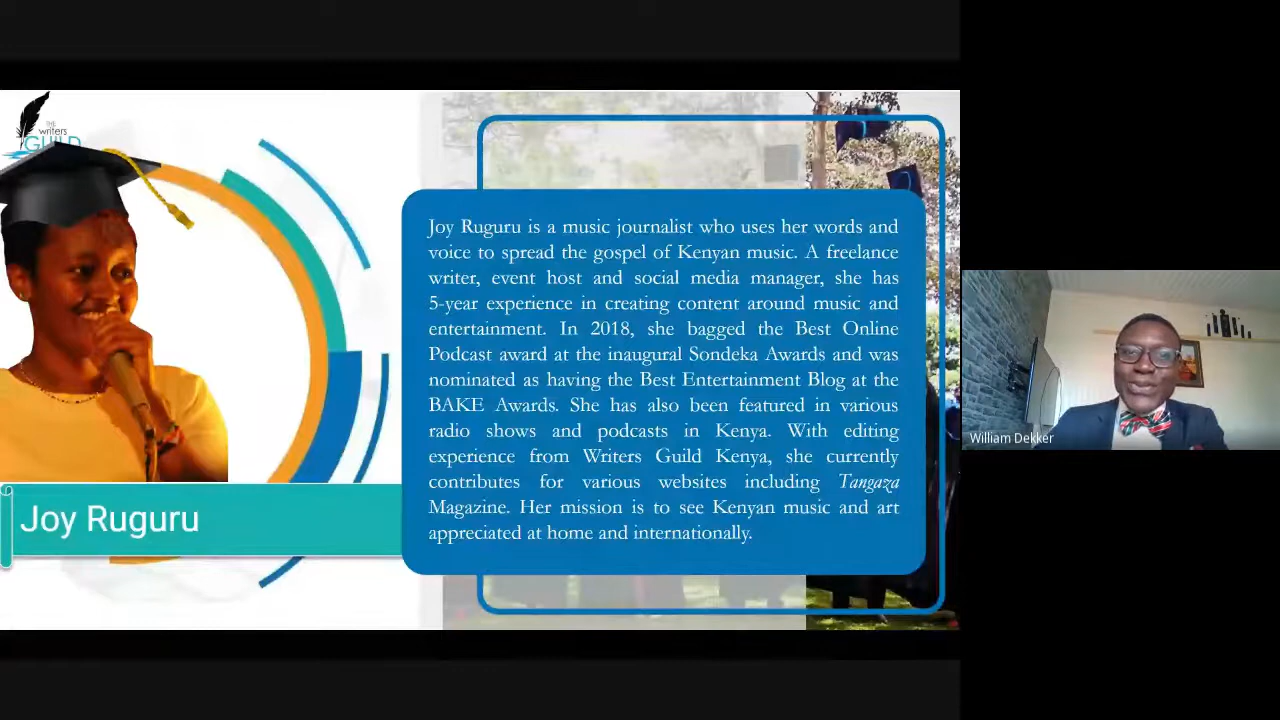 THE
writers
GUILD
Joy Ruguru is a music journalist who uses her words and
voice to spread the gospel of Kenyan music. A freelance
writer, event host and social media manager, she has
5-year experience in creating content around music and
entertainment. In 2018, she bagged the Best Online
Podcast award at the inaugural Sondeka Awards and was
nominated as having the Best Entertainment Blog at the
BAKE Awards. She has also been featured in various
radio shows and podcasts in Kenya. With editing
experience from Writers Guild Kenya, she currently
contributes for various websites including Tangaza
Magazine. Her mission is to see Kenyan music and art
appreciated at home and internationally.
Joy Ruguru
William Dekker